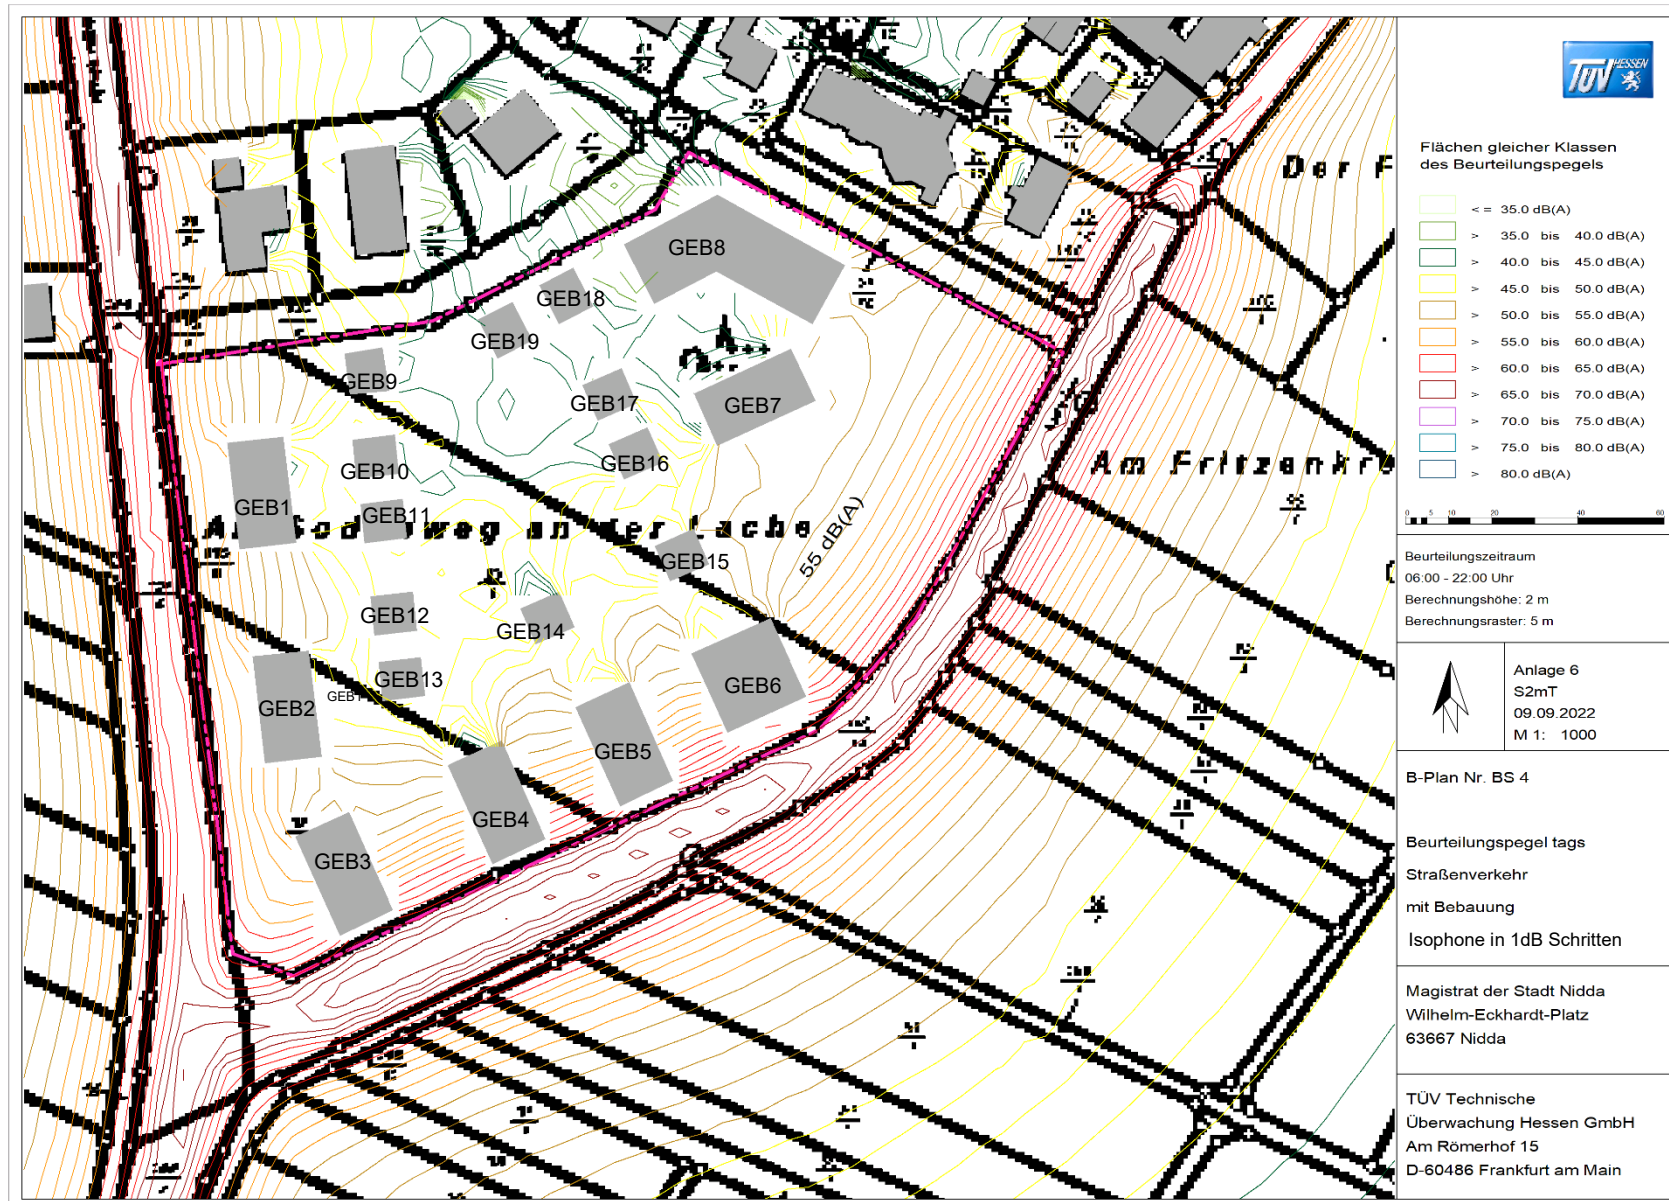 Der F
GEB8
GEB18
GEB19
GEB9
GEB17
GEB7
GEB10
GEB16
Am Fritzenkre
GEB1
GEB11
55 dB(A)
GEB15
GEB12
GEB14
GEB13
GEB1
GEB2
GEB6
GEB5
GEB4
GEB3
TÜV HESSEN
Flächen gleicher Klassen
des Beurteilungspegels
< = 35.0 dB(A)
> 35.0 bis 40.0 dB(A)
> 40.0 bis 45.0 dB(A)
> 45.0 bis 50.0 dB(A)
> 50.0 bis 55.0 dB(A)
> 55.0 bis 60.0 dB(A)
> 60.0 bis 65.0 dB(A)
> 65.0 bis 70.0 dB(A)
> 70.0 bis 75.0 dB(A)
> 75.0 bis 80.0 dB(A)
> 80.0 dB(A)
0 5 10 20 40 60
Beurteilungszeitraum
06:00 - 22:00 Uhr
Berechnungshöhe: 2 m
Berechnungsraster: 5 m
Anlage 6
S2mT
09.09.2022
M 1: 1000
B-Plan Nr. BS 4
Beurteilungspegel tags
Straßenverkehr
mit Bebauung
Isophone in 1dB Schritten
Magistrat der Stadt Nidda
Wilhelm-Eckhardt-Platz
63667 Nidda
TÜV Technische
Überwachung Hessen GmbH
Am Römerhof 15
D-60486 Frankfurt am Main